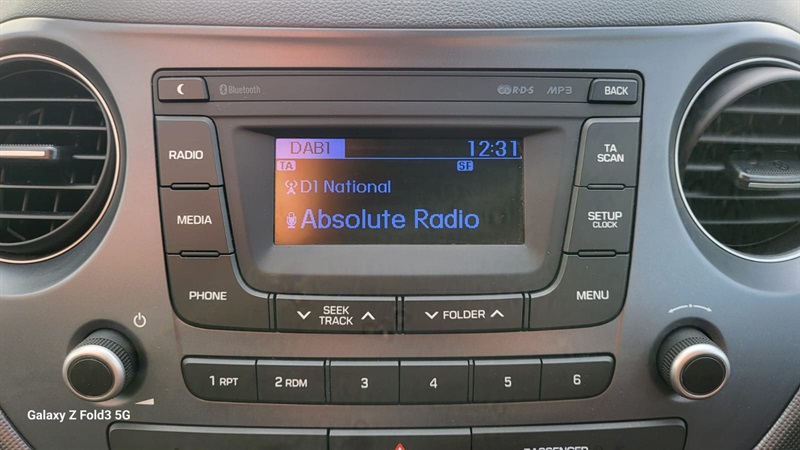 Bluetooth
R·D·S
MP3
BACK
RADIO
DAB1
12:31
TA
SCAN
TA
SF
D1 National
MEDIA
Absolute Radio
SETUP
CLOCK
PHONE
SEEK
TRACK
FOLDER
MENU
1 RPT
2 RDM
3
4
5
6
Galaxy Z Fold3 5G
PASSENGER